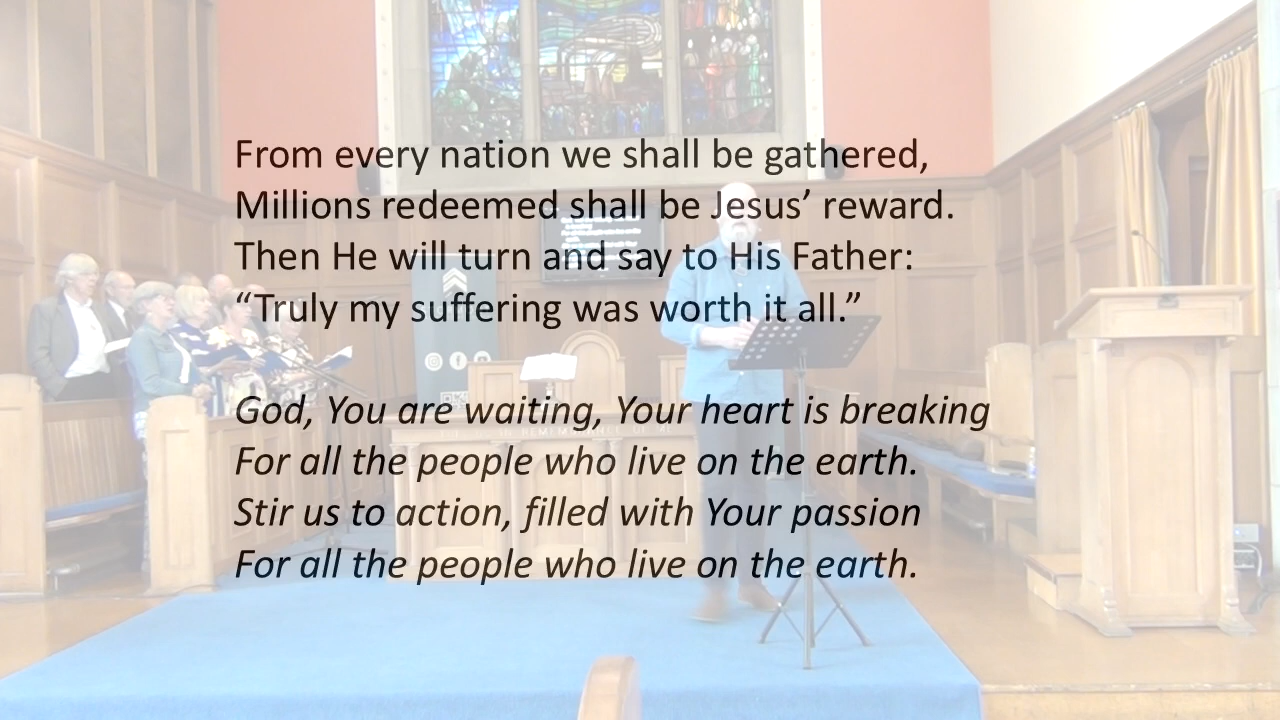 From every nation we shall be gathered,
Millions redeemed shall be Jesus’ reward.
Then He will turn and say to His Father:
“Truly my suffering was worth it all.”
God, You are waiting, Your heart is breaking
For all the people who live on the earth.
Stir us to action, filled with Your passion
For all the people who live on the earth.
REMEMBRANCE OF ME